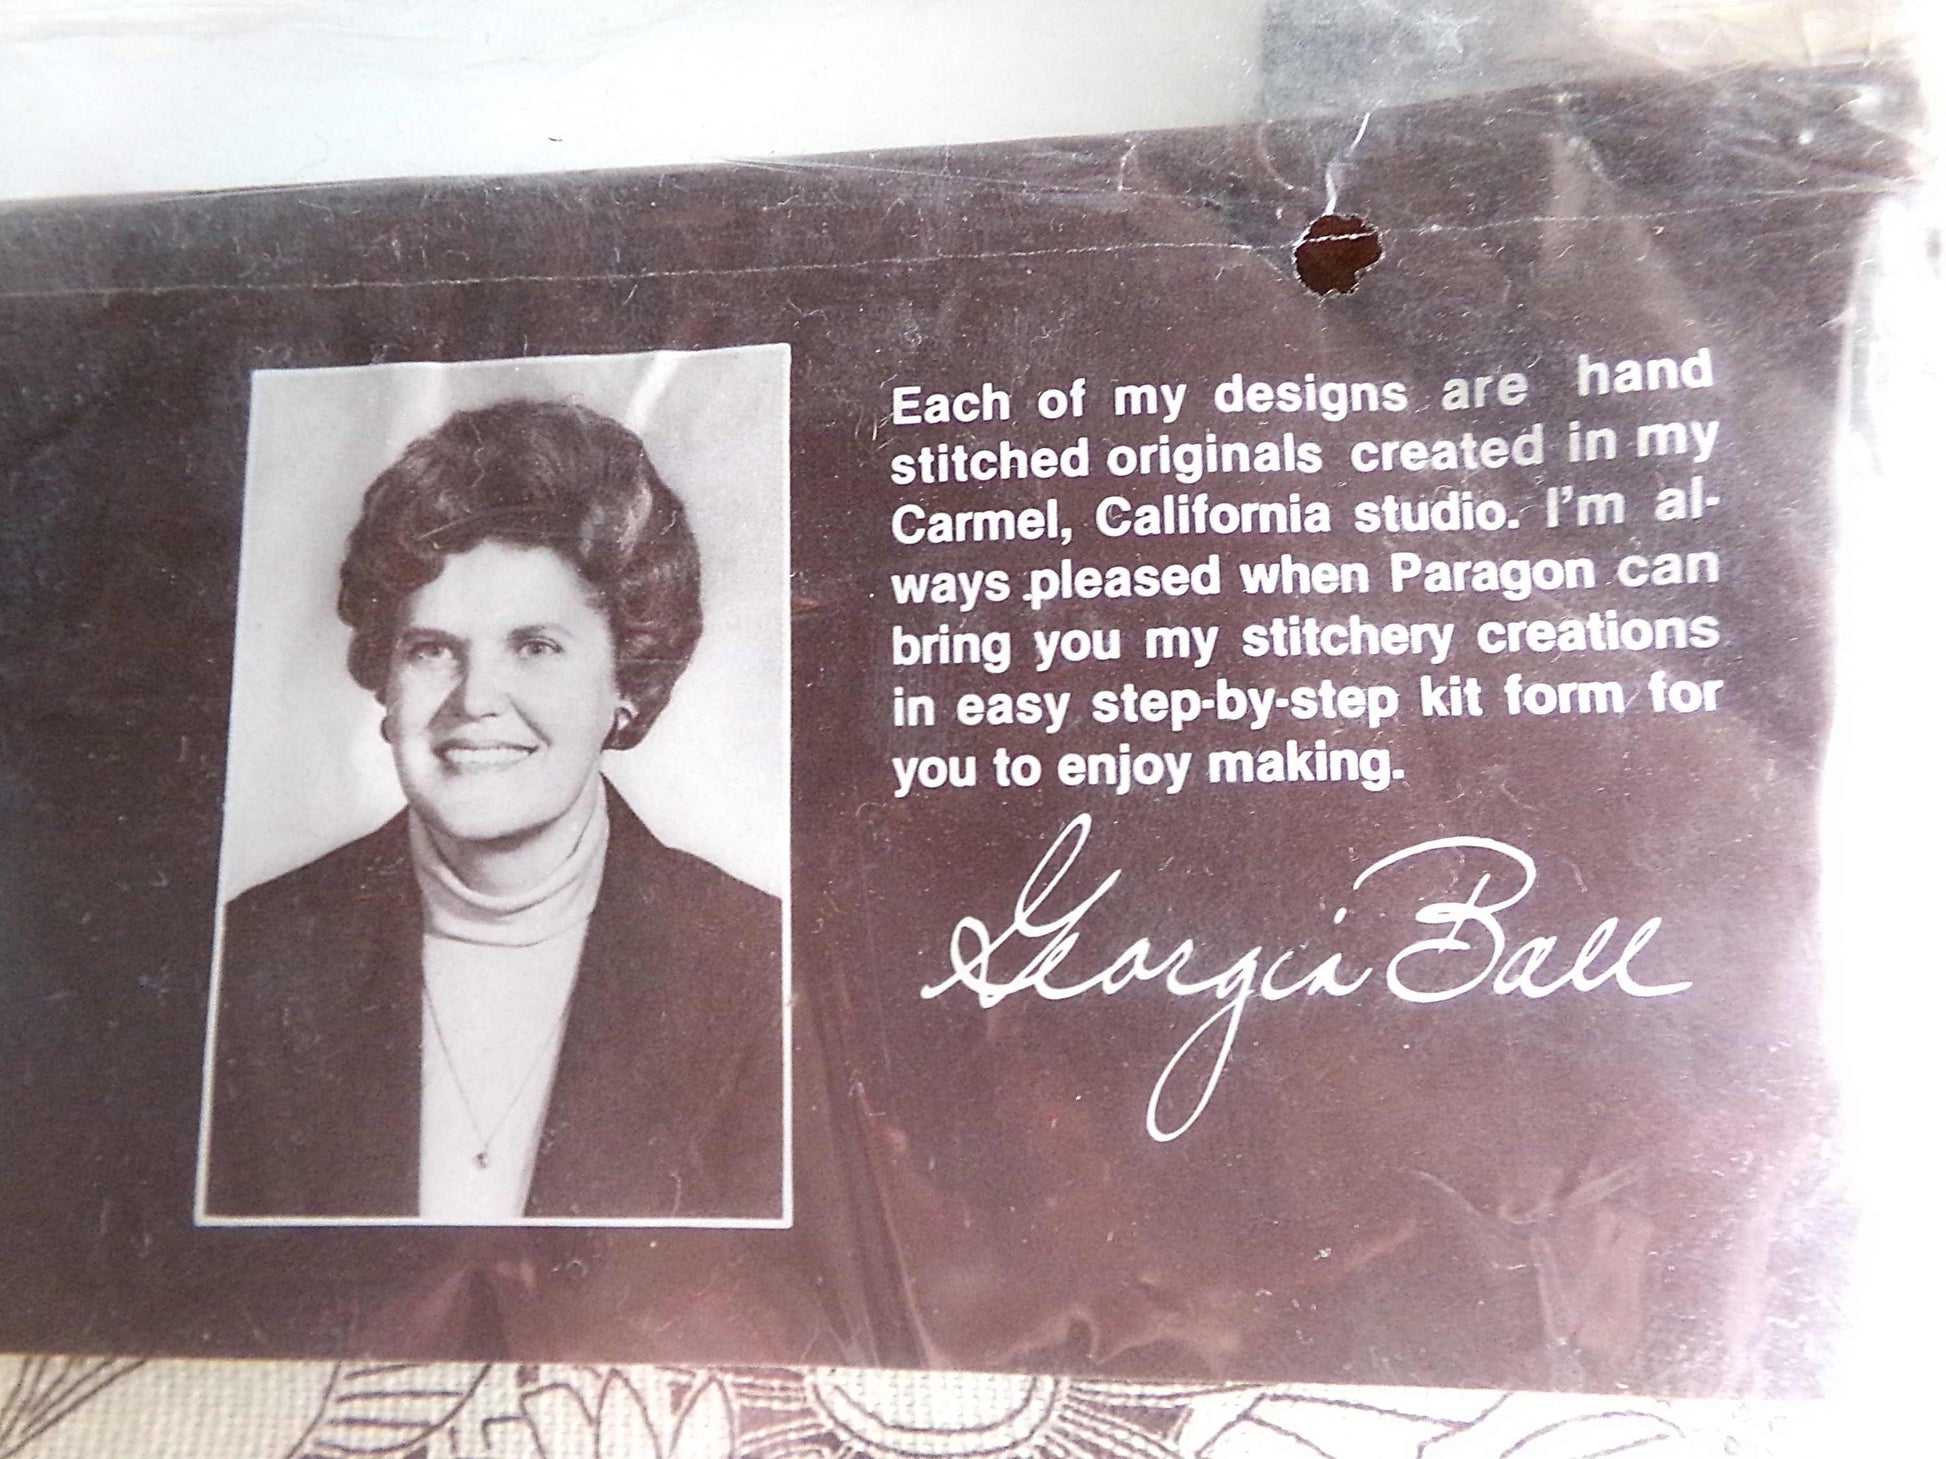 Each of my designs are hand
stitched originals created in my
Carmel, California studio. I'm al-
ways pleased when Paragon can
bring you my stitchery creations
in easy step-by-step kit form for
you to enjoy making.
Georgia Ball